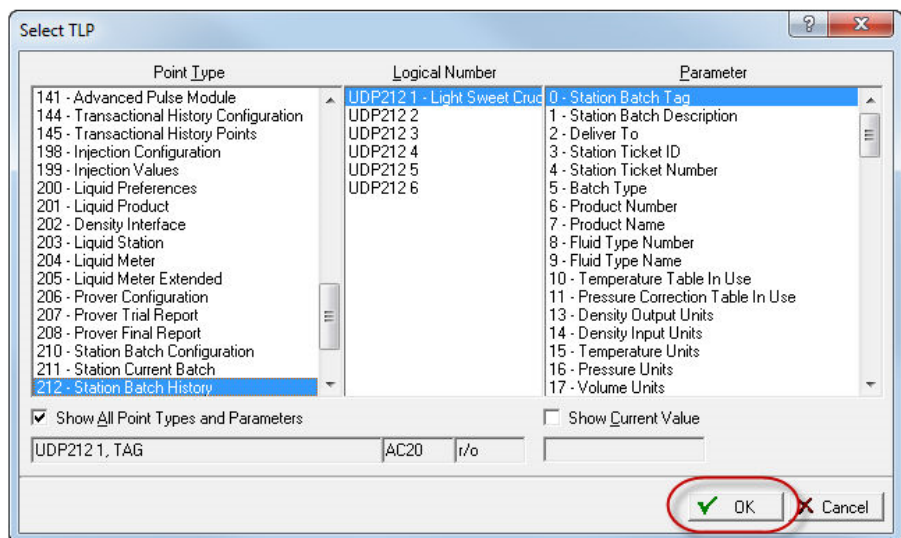 Select TLP
Point Type
141 - Advanced Pulse Module
144 - Transactional History Configuration
145 - Transactional History Points
198 - Injection Configuration
199 - Injection Values
200 - Liquid Preferences
201 - Liquid Product
202 - Density Interface
203 - Liquid Station
204 - Liquid Meter
205 - Liquid Meter Extended
206 - Prover Configuration
207 - Prover Trial Report
208 - Prover Final Report
210 - Station Batch Configuration
211 - Station Current Batch
212 - Station Batch History
Logical Number
UDP212 1 - Light Sweet Cruc
UDP212 2
UDP212 3
UDP212 4
UDP212 5
UDP212 6
Parameter
0 - Station Batch Tag
1 - Station Batch Description
2 - Deliver To
3 - Station Ticket ID
4 - Station Ticket Number
5 - Batch Type
6 - Product Number
7 - Product Name
8 - Fluid Type Number
9 - Fluid Type Name
10 - Temperature Table In Use
11 - Pressure Correction Table In Use
13 - Density Output Units
14 - Density Input Units
15 - Temperature Units
16 - Pressure Units
17 - Volume Units
Show All Point Types and Parameters
Show Current Value
UDP212 1, TAG
AC20
r/o
OK
Cancel